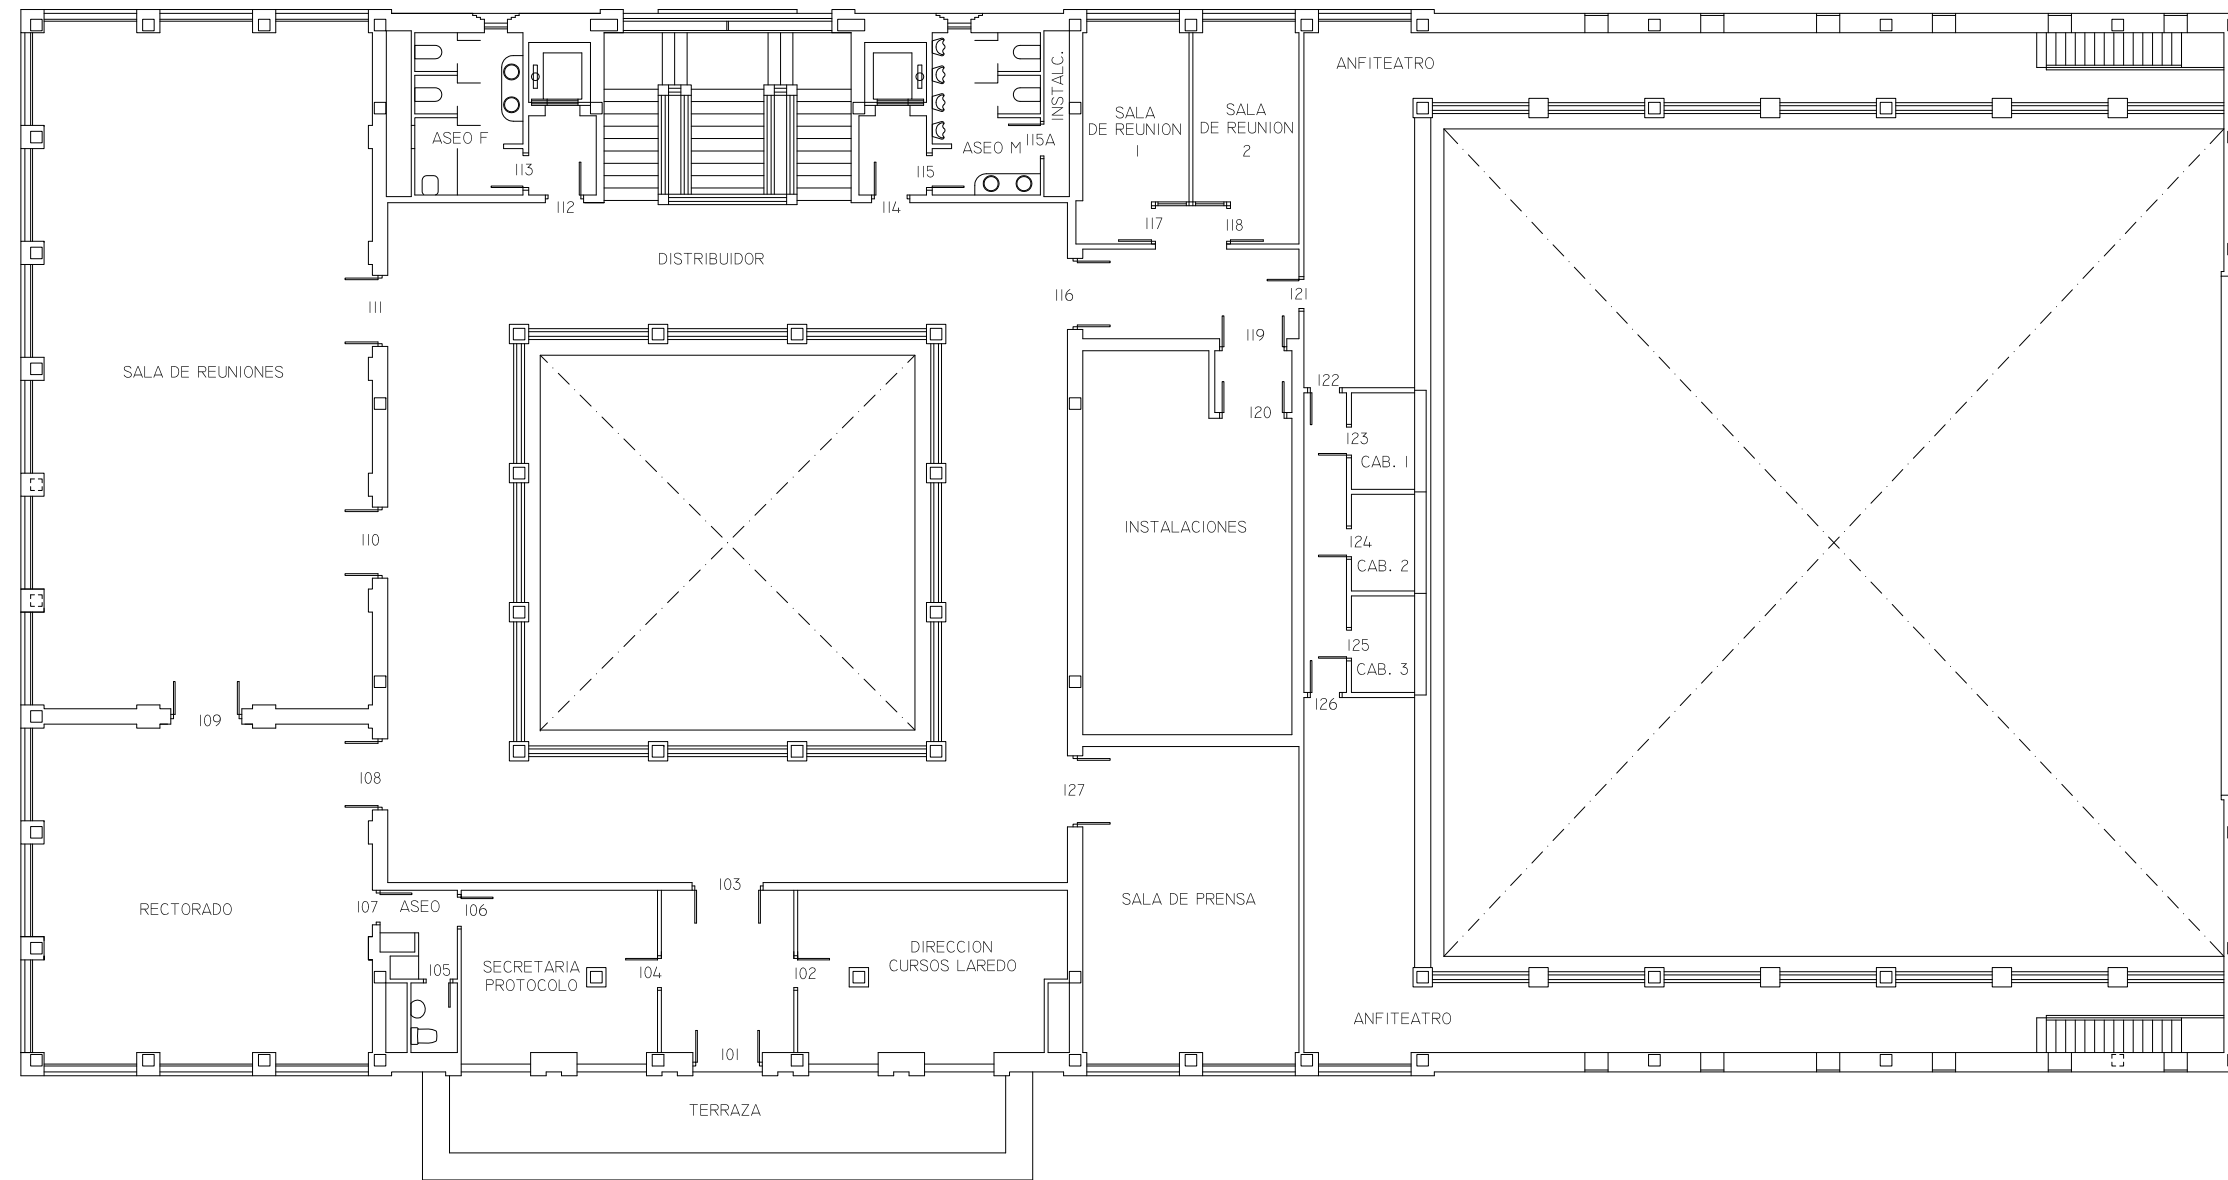 ANFITEATRO
INSTALC.
SALA
DE REUNION
1
SALA
DE REUNION
2
ASEO F
ASEO M
115A
113
115
112
114
117
118
DISTRIBUIDOR
111
116
121
119
SALA DE REUNIONES
122
120
123
CAB. 1
INSTALACIONES
110
124
CAB. 2
125
CAB. 3
126
109
108
127
103
RECTORADO
107
ASEO
106
SALA DE PRENSA
DIRECCION
CURSOS LAREDO
SECRETARIA
PROTOCOLO
105
104
102
ANFITEATRO
101
TERRAZA